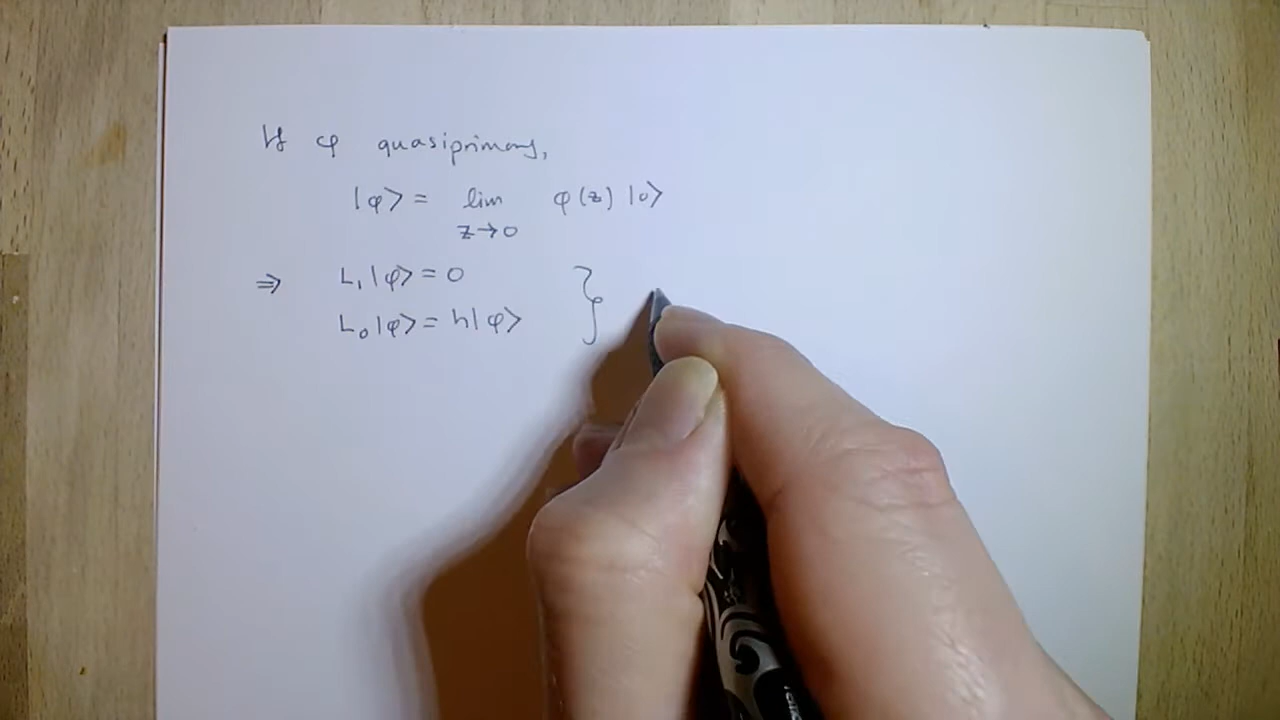 If φ quasiprimary,
|φ> = lim φ(z) |0>
z→0
⇒ L₁|φ> = 0
L₀|φ> = h|φ> }